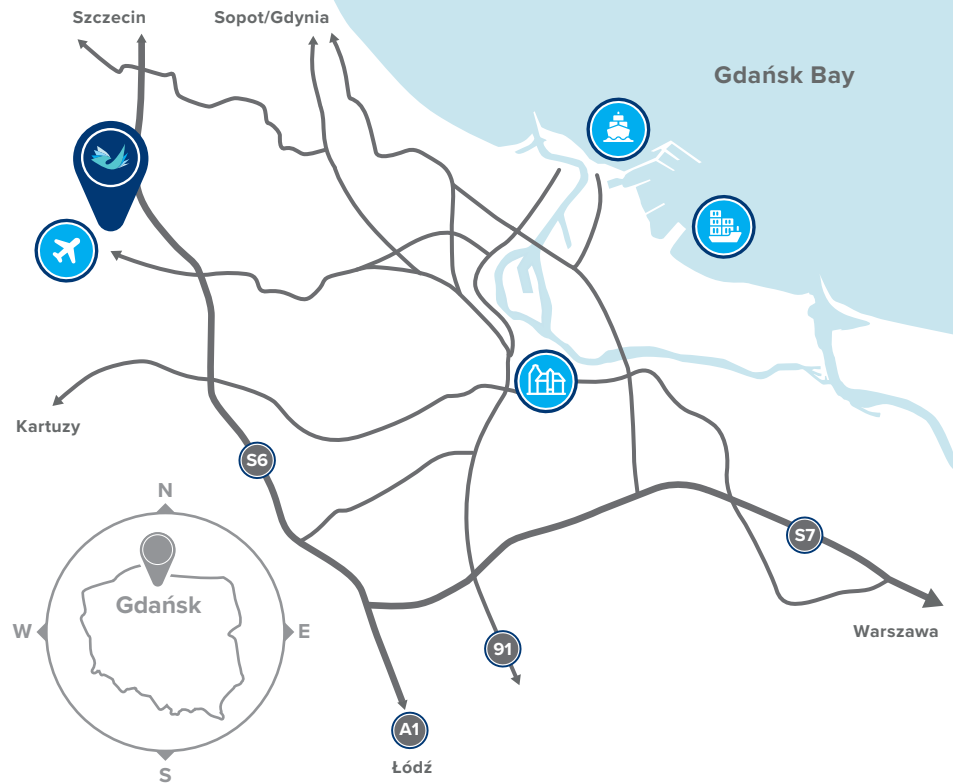 Szczecin
Sopot/Gdynia
Gdańsk Bay
Kartuzy
S6
N
S7
Gdańsk
W
E
Warszawa
91
A1
Łódź
S